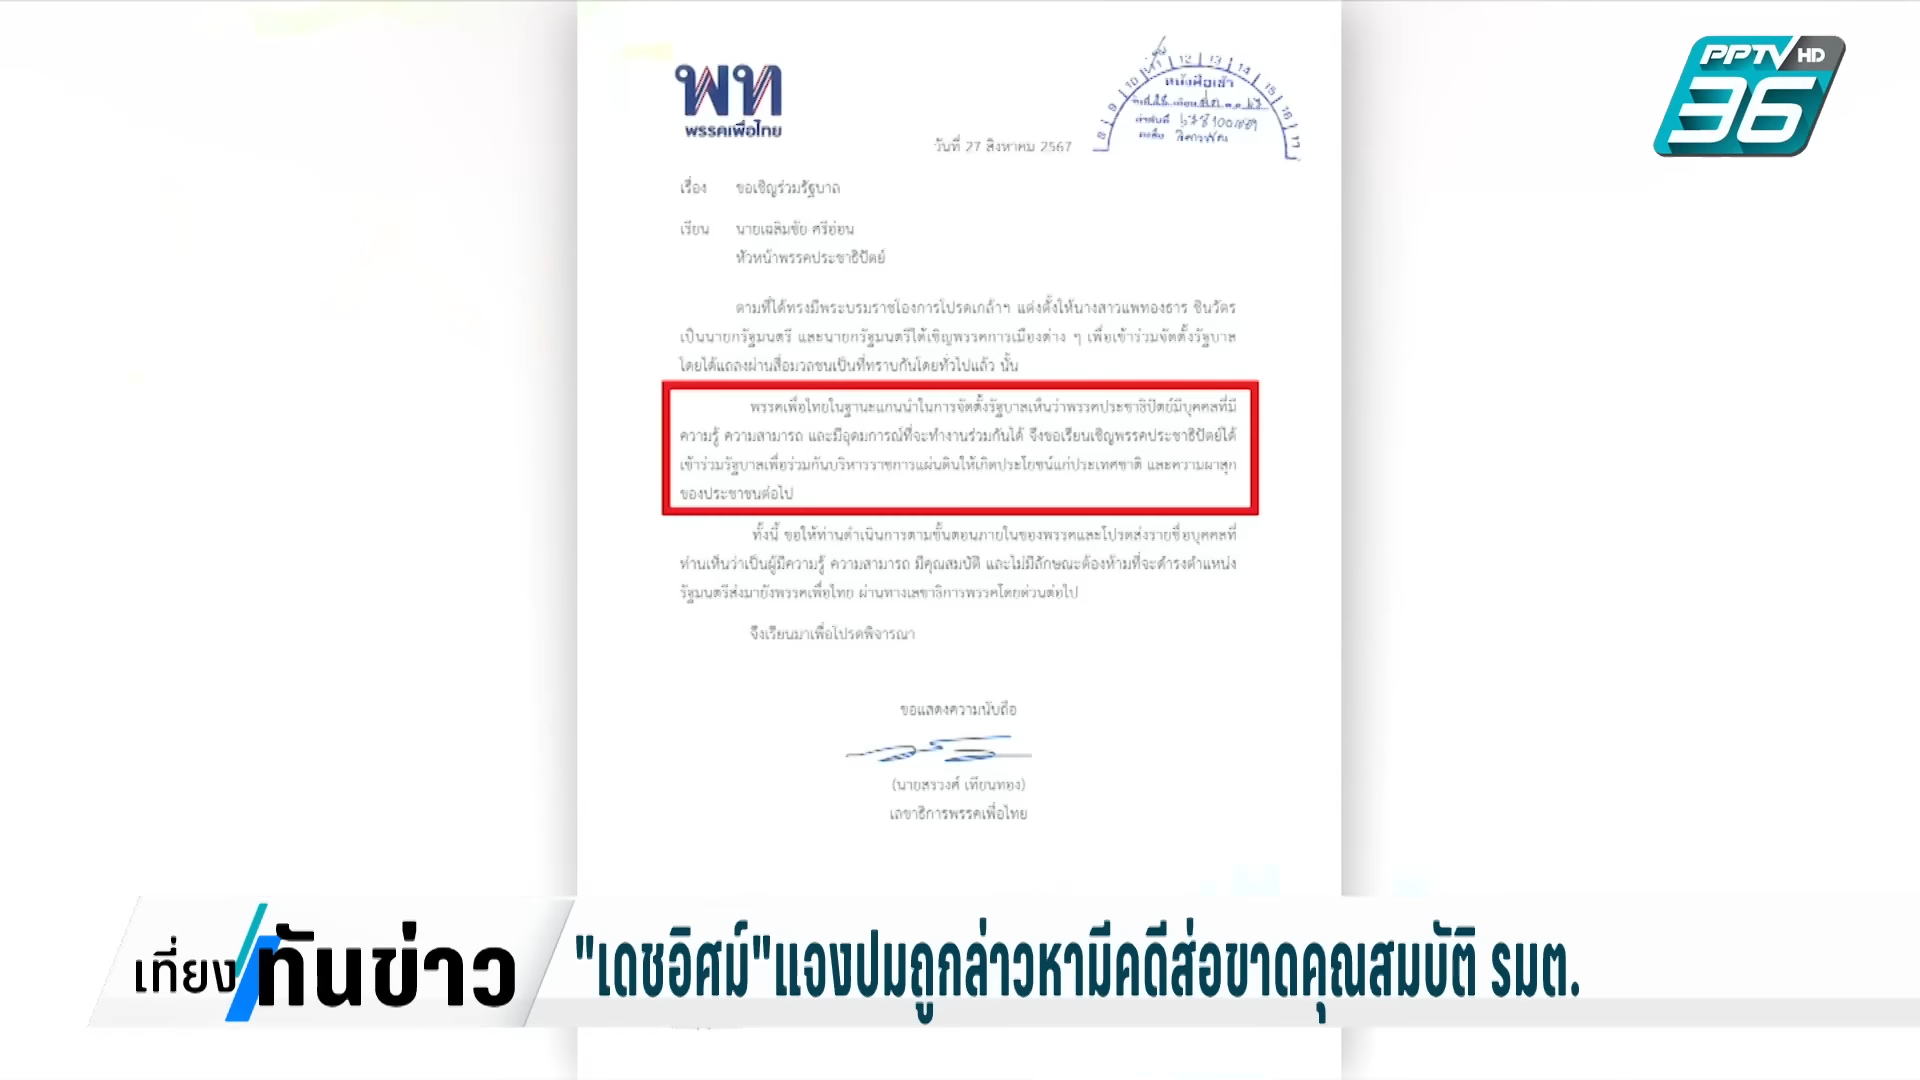 PPTV HD
36
พท
พรรคเพื่อไทย
11 12 13 14 15 16 17
10
9
8
หนังสือเข้า
วันที่ 27 สิงหาคม 2567
เรื่อง ขอเชิญร่วมรัฐบาล
เรียน นายเฉลิมชัย ศรีอ่อน
หัวหน้าพรรคประชาธิปัตย์
ตามที่ได้ทรงมีพระบรมราชโองการโปรดเกล้าฯ แต่งตั้งให้นางสาวแพทองธาร ชินวัตร
เป็นนายกรัฐมนตรี และนายกรัฐมนตรีได้เชิญพรรคการเมืองต่าง ๆ เพื่อเข้าร่วมจัดตั้งรัฐบาล
โดยได้แถลงผ่านสื่อมวลชนเป็นที่ทราบกันโดยทั่วไปแล้ว นั้น
พรรคเพื่อไทยในฐานะแกนนำในการจัดตั้งรัฐบาลเห็นว่าพรรคประชาธิปัตย์มีบุคคลที่มี
ความรู้ ความสามารถ และมีอุดมการณ์ที่จะทำงานร่วมกันได้ จึงขอเรียนเชิญพรรคประชาธิปัตย์ได้
เข้าร่วมรัฐบาลเพื่อร่วมกันบริหารราชการแผ่นดินให้เกิดประโยชน์แก่ประเทศชาติ และความผาสุก
ของประชาชนต่อไป
ทั้งนี้ ขอให้ท่านดำเนินการตามขั้นตอนภายในของพรรคและโปรดส่งรายชื่อบุคคลที่
ท่านเห็นว่าเป็นผู้มีความรู้ ความสามารถ มีคุณสมบัติ และไม่มีลักษณะต้องห้ามที่จะดำรงตำแหน่ง
รัฐมนตรีส่งมายังพรรคเพื่อไทย ผ่านทางเลขาธิการพรรคโดยด่วนต่อไป
จึงเรียนมาเพื่อโปรดพิจารณา
ขอแสดงความนับถือ
(นายสรวงศ์ เทียนทอง)
เลขาธิการพรรคเพื่อไทย
เที่ยงทันข่าว
"เดชอิศม์"แจงปมถูกกล่าวหามีคดีส่อขาดคุณสมบัติ รมต.